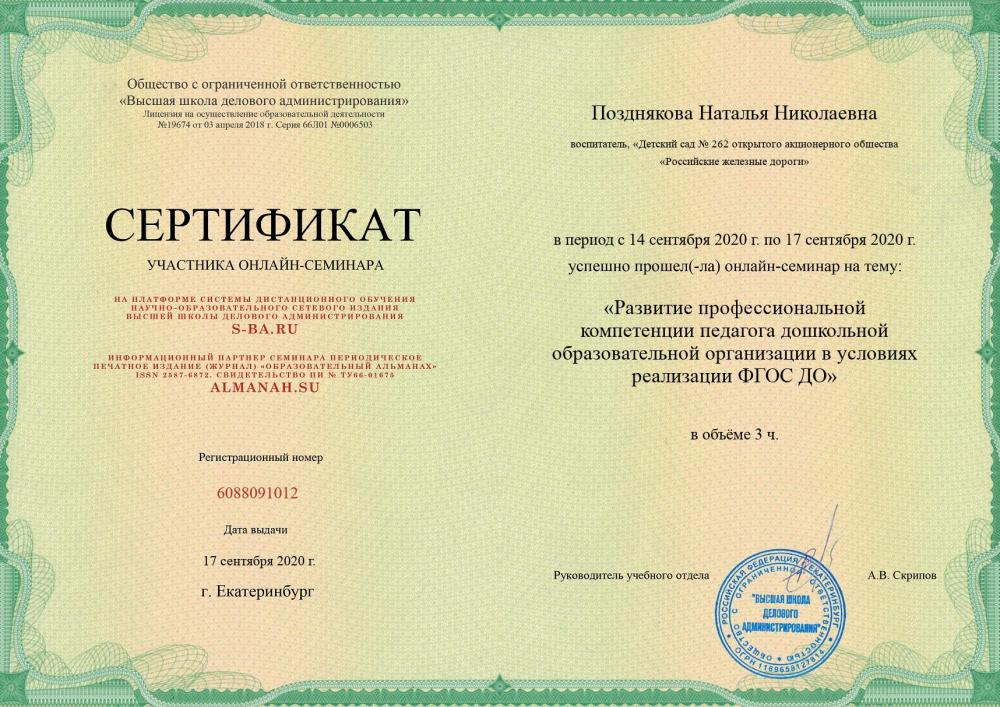 Общество с ограниченной ответственностью
«Высшая школа делового администрирования»
Лицензия на осуществление образовательной деятельности
№19674 от 03 апреля 2018 г. Серия 66Л01 №0006503
СЕРТИФИКАТ
УЧАСТНИКА ОНЛАЙН-СЕМИНАРА
НА ПЛАТФОРМЕ СИСТЕМЫ ДИСТАНЦИОННОГО ОБУЧЕНИЯ
НАУЧНО-ОБРАЗОВАТЕЛЬНОГО СЕТЕВОГО ИЗДАНИЯ
ВЫСШЕЙ ШКОЛЫ ДЕЛОВОГО АДМИНИСТРИРОВАНИЯ
S-BA.RU
ИНФОРМАЦИОННЫЙ ПАРТНЕР СЕМИНАРА ПЕРИОДИЧЕСКОЕ
ПЕЧАТНОЕ ИЗДАНИЕ (ЖУРНАЛ) «ОБРАЗОВАТЕЛЬНЫЙ АЛЬМАНАХ»
ISSN 2587-6872. СВИДЕТЕЛЬСТВО ПИ № ТУ66-01675
ALMANAH.SU
Регистрационный номер
6088091012
Дата выдачи
17 сентября 2020 г.
г. Екатеринбург
Позднякова Наталья Николаевна
воспитатель, «Детский сад № 262 открытого акционерного общества
«Российские железные дороги»
в период с 14 сентября 2020 г. по 17 сентября 2020 г.
успешно прошел(-ла) онлайн-семинар на тему:
«Развитие профессиональной
компетенции педагога дошкольной
образовательной организации в условиях
реализации ФГОС ДО»
в объёме 3 ч.
Руководитель учебного отдела
А.В. Скрипов
РОССИЙСКАЯ ФЕДЕРАЦИЯ г. ЕКАТЕРИНБУРГ
ОБЩЕСТВО С ОГРАНИЧЕННОЙ ОТВЕТСТВЕННОСТЬЮ
"ВЫСШАЯ ШКОЛА
ДЕЛОВОГО
АДМИНИСТРИРОВАНИЯ"
ОГРН 1169658127814